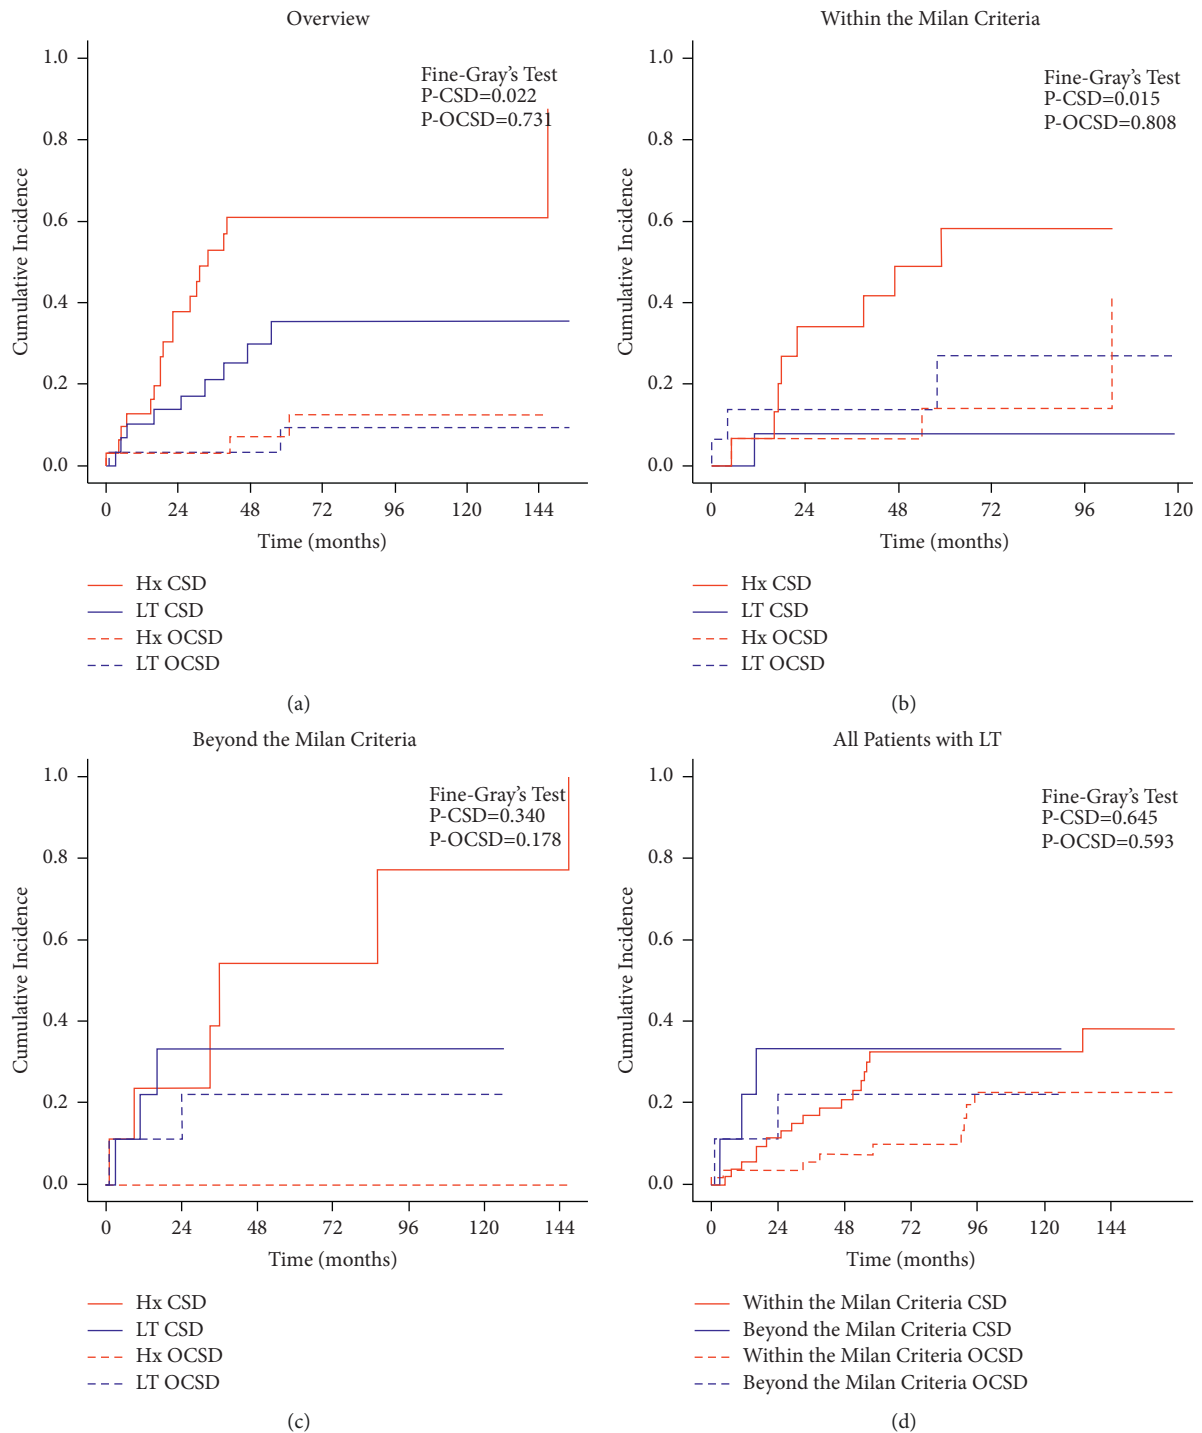 Overview
1.0
0.8
0.6
0.4
0.2
0.0
Cumulative Incidence
Fine-Gray's Test
P-CSD=0.022
P-OCSD=0.731
0 24 48 72 96 120 144
Time (months)
Hx CSD
LT CSD
Hx OCSD
LT OCSD
(a)
Within the Milan Criteria
1.0
0.8
0.6
0.4
0.2
0.0
Cumulative Incidence
Fine-Gray's Test
P-CSD=0.015
P-OCSD=0.808
0 24 48 72 96 120
Time (months)
Hx CSD
LT CSD
Hx OCSD
LT OCSD
(b)
Beyond the Milan Criteria
1.0
0.8
0.6
0.4
0.2
0.0
Cumulative Incidence
Fine-Gray's Test
P-CSD=0.340
P-OCSD=0.178
0 24 48 72 96 120 144
Time (months)
Hx CSD
LT CSD
Hx OCSD
LT OCSD
(c)
All Patients with LT
1.0
0.8
0.6
0.4
0.2
0.0
Cumulative Incidence
Fine-Gray's Test
P-CSD=0.645
P-OCSD=0.593
0 24 48 72 96 120 144
Time (months)
Within the Milan Criteria CSD
Beyond the Milan Criteria CSD
Within the Milan Criteria OCSD
Beyond the Milan Criteria OCSD
(d)